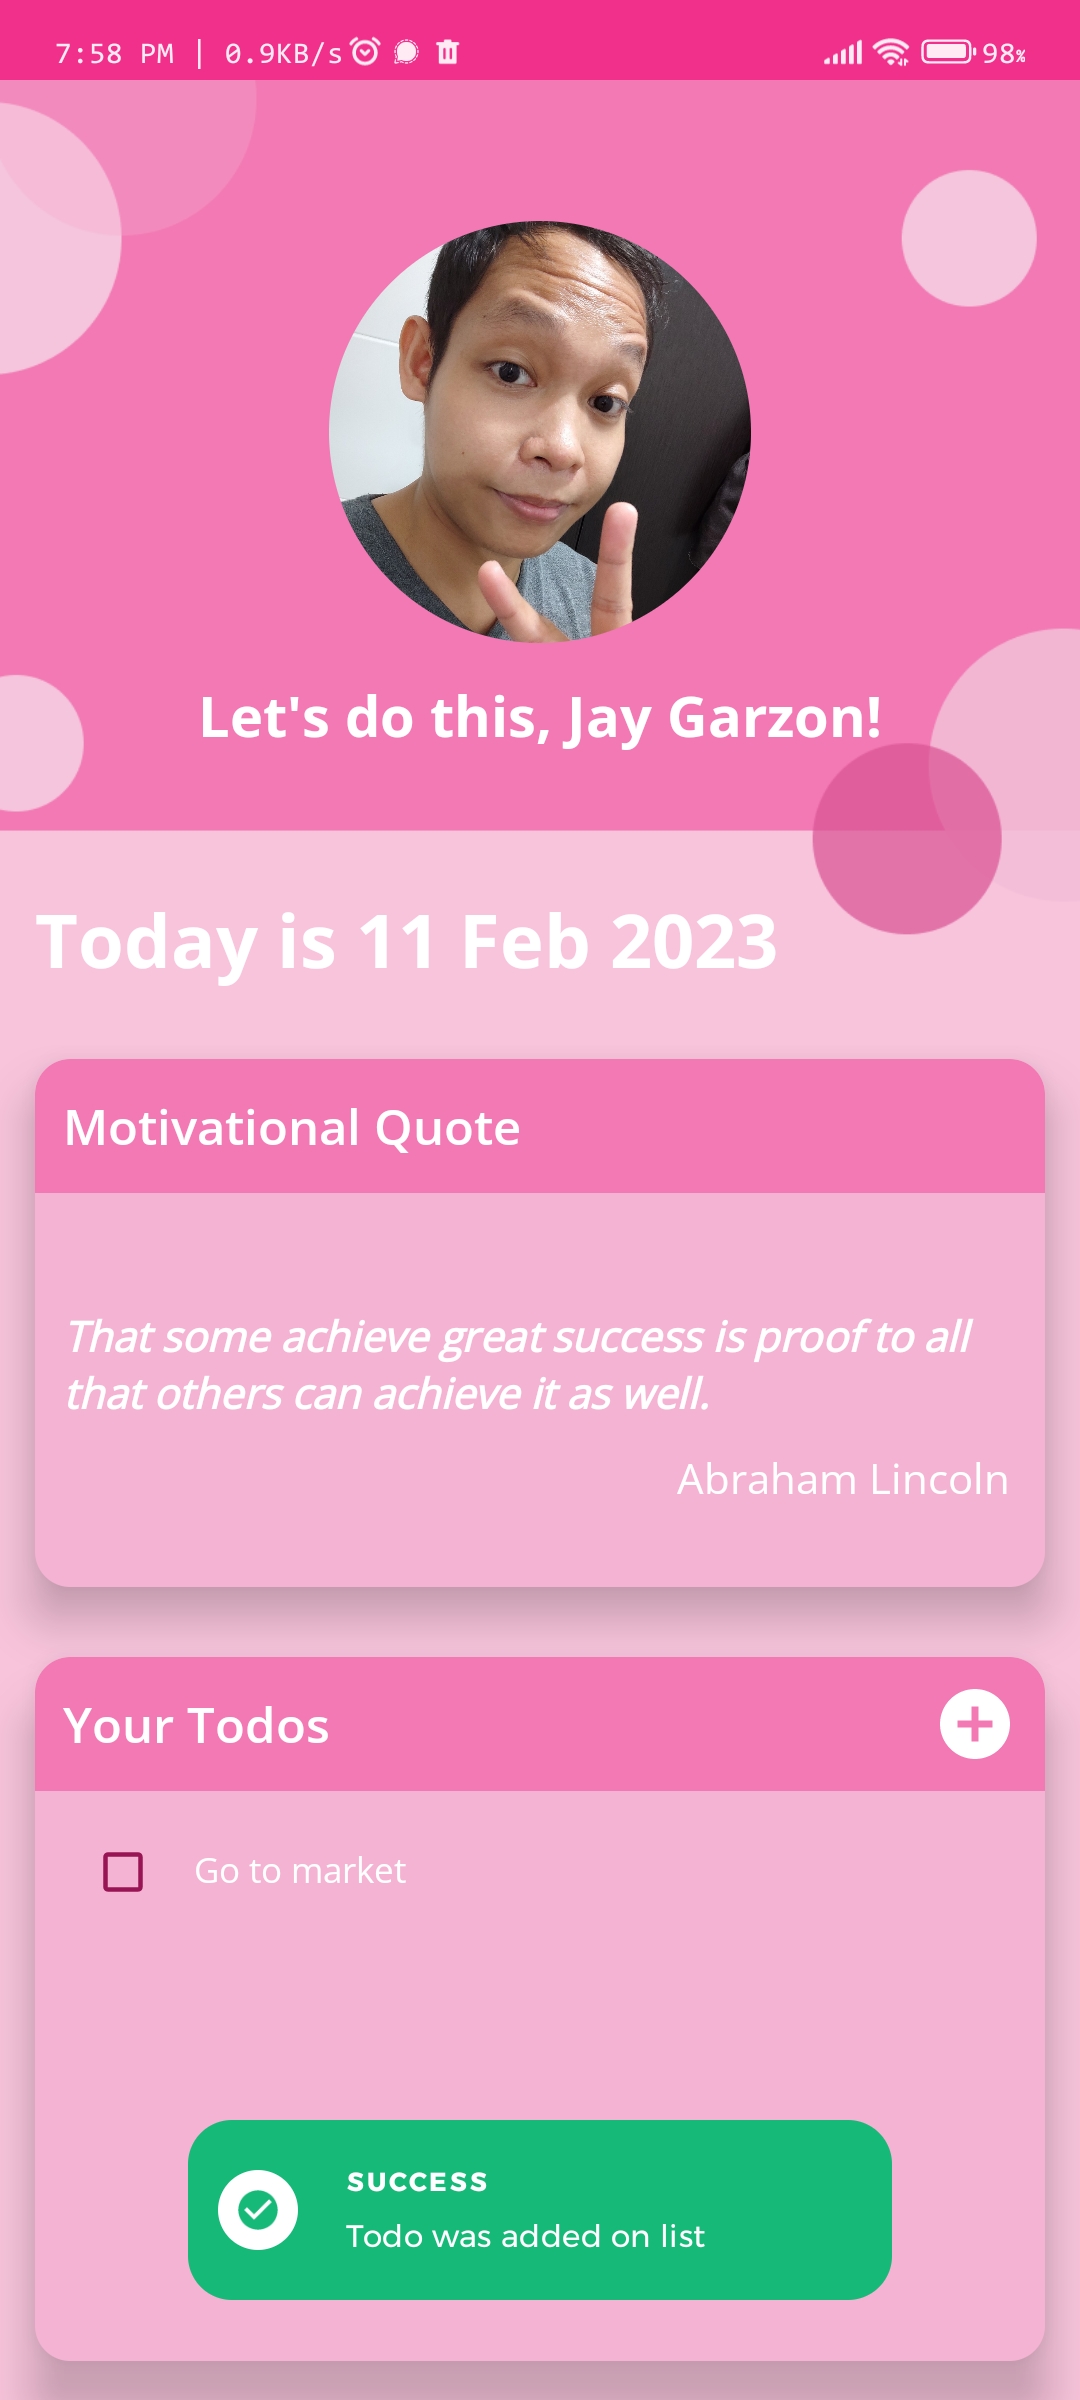 7:58 PM | 0.9KB/s 98%
Let's do this, Jay Garzon!
Today is 11 Feb 2023
Motivational Quote
That some achieve great success is proof to all
that others can achieve it as well.
Abraham Lincoln
Your Todos
Go to market
SUCCESS
Todo was added on list